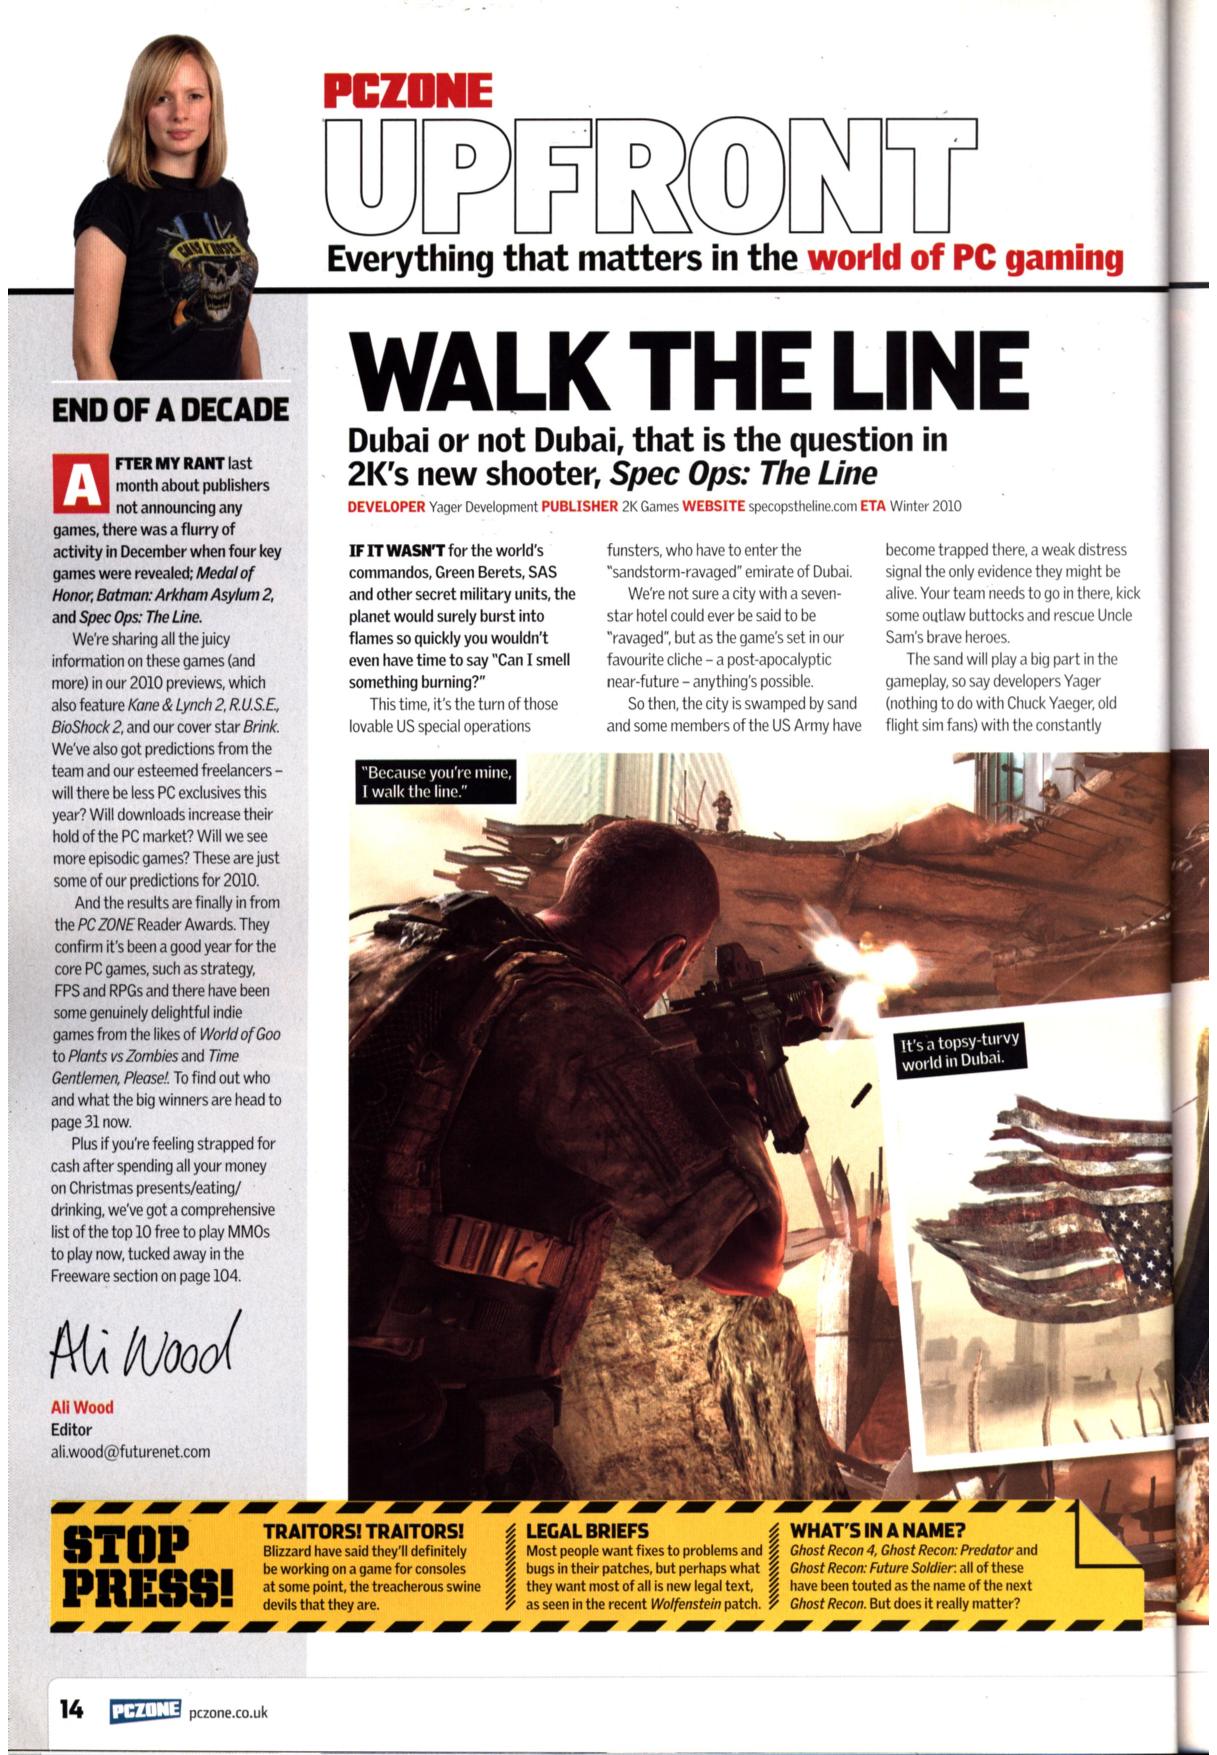 PCZONE
UPFRONT
Everything that matters in the world of PC gaming
GUNS N' ROSES
END OF A DECADE
AFTER MY RANT last
month about publishers
not announcing any
games, there was a flurry of
activity in December when four key
games were revealed; Medal of
Honor, Batman: Arkham Asylum 2,
and Spec Ops: The Line.
We're sharing all the juicy
information on these games (and
more) in our 2010 previews, which
also feature Kane & Lynch 2, R.U.S.E.,
BioShock 2, and our cover star Brink.
We've also got predictions from the
team and our esteemed freelancers –
will there be less PC exclusives this
year? Will downloads increase their
hold of the PC market? Will we see
more episodic games? These are just
some of our predictions for 2010.
And the results are finally in from
the PC ZONE Reader Awards. They
confirm it's been a good year for the
core PC games, such as strategy,
FPS and RPGs and there have been
some genuinely delightful indie
games from the likes of World of Goo
to Plants vs Zombies and Time
Gentlemen, Please!. To find out who
and what the big winners are head to
page 31 now.
Plus if you're feeling strapped for
cash after spending all your money
on Christmas presents/eating/
drinking, we've got a comprehensive
list of the top 10 free to play MMOs
to play now, tucked away in the
Freeware section on page 104.
Ali Wood
Ali Wood
Editor
ali.wood@futurenet.com
WALK THE LINE
Dubai or not Dubai, that is the question in
2K's new shooter, Spec Ops: The Line
DEVELOPER Yager Development PUBLISHER 2K Games WEBSITE specopstheline.com ETA Winter 2010
IF IT WASN'T for the world's
commandos, Green Berets, SAS
and other secret military units, the
planet would surely burst into
flames so quickly you wouldn't
even have time to say "Can I smell
something burning?"
This time, it's the turn of those
lovable US special operations
funsters, who have to enter the
"sandstorm-ravaged" emirate of Dubai.
We're not sure a city with a seven-
star hotel could ever be said to be
"ravaged", but as the game's set in our
favourite cliche – a post-apocalyptic
near-future – anything's possible.
So then, the city is swamped by sand
and some members of the US Army have
become trapped there, a weak distress
signal the only evidence they might be
alive. Your team needs to go in there, kick
some outlaw buttocks and rescue Uncle
Sam's brave heroes.
The sand will play a big part in the
gameplay, so say developers Yager
(nothing to do with Chuck Yaeger, old
flight sim fans) with the constantly
"Because you're mine,
I walk the line."
It's a topsy-turvy
world in Dubai.
STOP
PRESS!
TRAITORS! TRAITORS!
Blizzard have said they'll definitely
be working on a game for consoles
at some point, the treacherous swine
devils that they are.
LEGAL BRIEFS
Most people want fixes to problems and
bugs in their patches, but perhaps what
they want most of all is new legal text,
as seen in the recent Wolfenstein patch.
WHAT'S IN A NAME?
Ghost Recon 4, Ghost Recon: Predator and
Ghost Recon: Future Soldier: all of these
have been touted as the name of the next
Ghost Recon. But does it really matter?
14 PCZONE pczone.co.uk